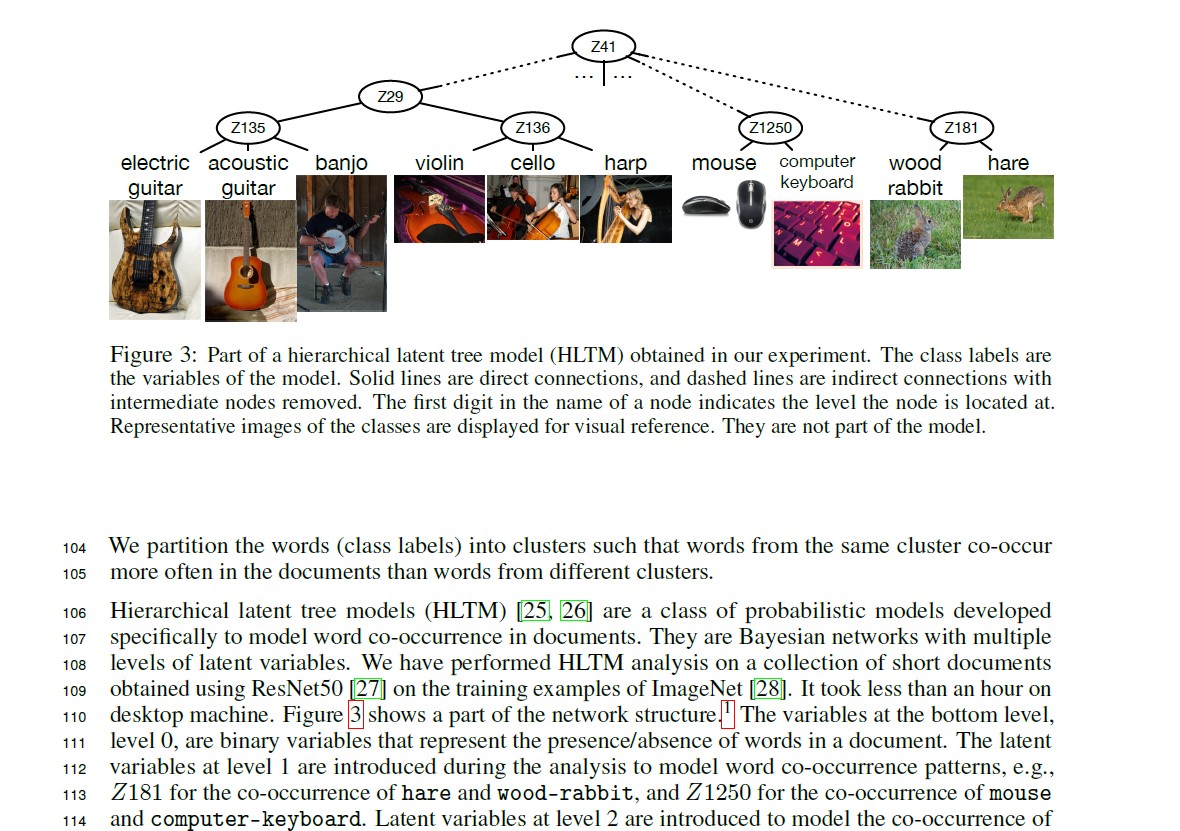 Z41
... ...
Z29
Z135
Z136
Z1250
Z181
electric guitar
acoustic guitar
banjo
violin
cello
harp
mouse
computer keyboard
wood rabbit
hare
Figure 3: Part of a hierarchical latent tree model (HLTM) obtained in our experiment. The class labels are
the variables of the model. Solid lines are direct connections, and dashed lines are indirect connections with
intermediate nodes removed. The first digit in the name of a node indicates the level the node is located at.
Representative images of the classes are displayed for visual reference. They are not part of the model.
104 We partition the words (class labels) into clusters such that words from the same cluster co-occur
105 more often in the documents than words from different clusters.
106 Hierarchical latent tree models (HLTM) [25, 26] are a class of probabilistic models developed
107 specifically to model word co-occurrence in documents. They are Bayesian networks with multiple
108 levels of latent variables. We have performed HLTM analysis on a collection of short documents
109 obtained using ResNet50 [27] on the training examples of ImageNet [28]. It took less than an hour on
110 desktop machine. Figure 3 shows a part of the network structure.1 The variables at the bottom level,
111 level 0, are binary variables that represent the presence/absence of words in a document. The latent
112 variables at level 1 are introduced during the analysis to model word co-occurrence patterns, e.g.,
113 Z181 for the co-occurrence of hare and wood-rabbit, and Z1250 for the co-occurrence of mouse
114 and computer-keyboard. Latent variables at level 2 are introduced to model the co-occurrence of